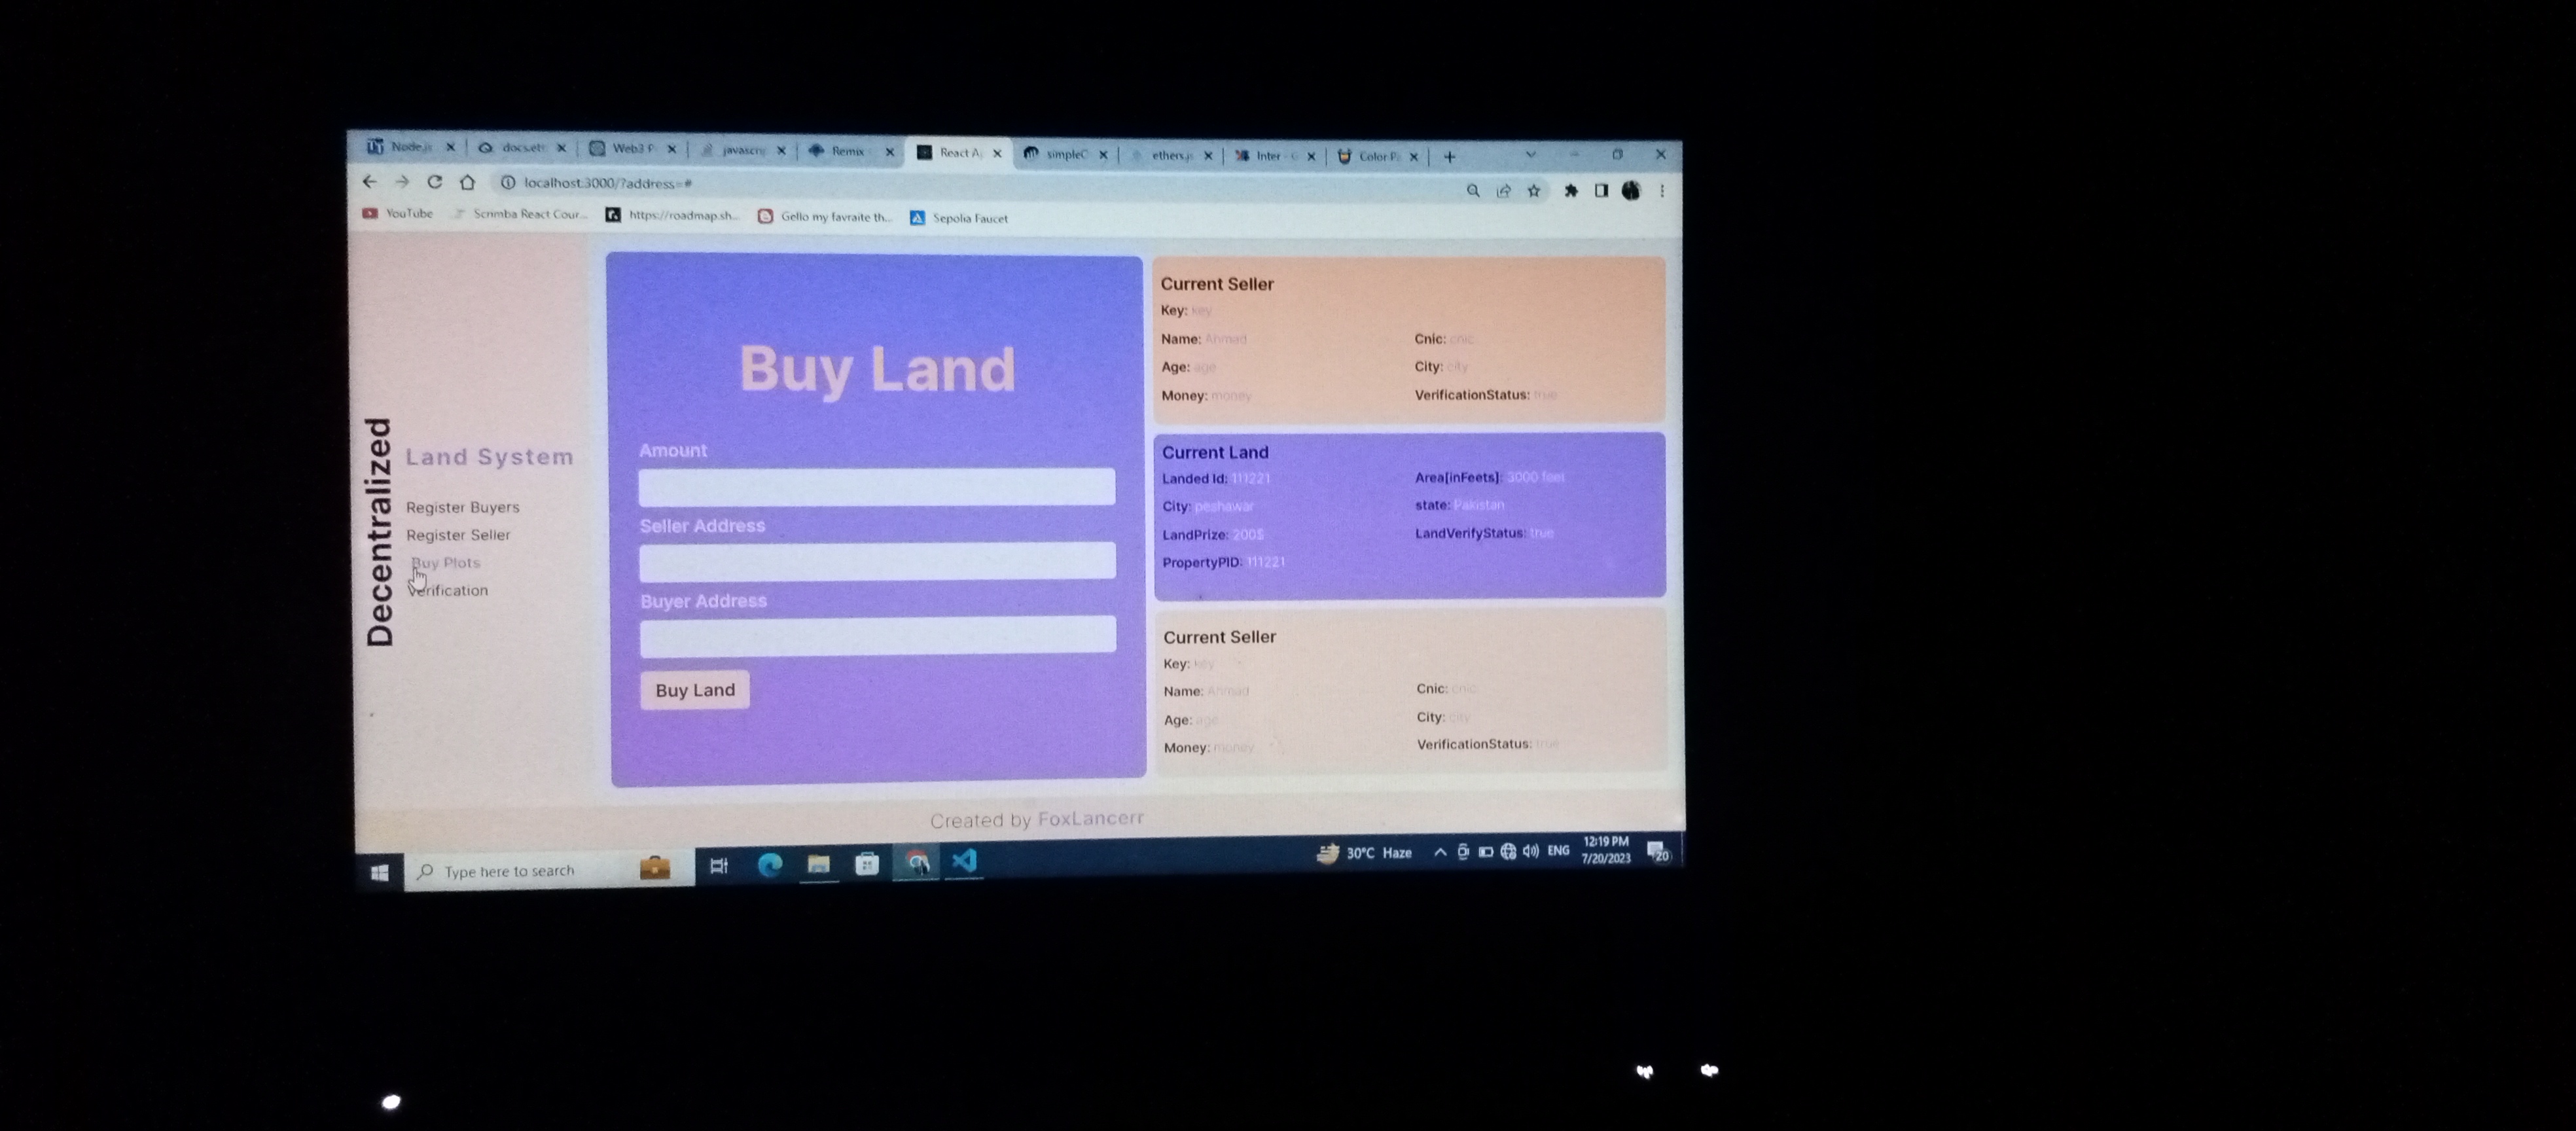 Node.js
docs.et
Web3 P
javascri
Remix
React A
simpleC
ethers.js
Inter
Color P
localhost:3000/?address=#
YouTube
Scrimba React Cour...
https://roadmap.sh...
Gello my favraite th...
Sepolia Faucet
Decentralized
Land System
Register Buyers
Register Seller
Buy Plots
Verification
Buy Land
Amount
Seller Address
Buyer Address
Buy Land
Current Seller
Key: key
Name: Ahmad
Cnic: cnic
Age: age
City: city
Money: money
VerificationStatus: true
Current Land
Landed Id: 111221
Area[inFeets]: 3000 feet
City: peshawar
state: Pakistan
LandPrize: 200$
LandVerifyStatus: true
PropertyPID: 111221
Current Seller
Key: key
Name: Ahmad
Cnic: cnic
Age: age
City: city
Money: money
VerificationStatus: true
Created by FoxLancerr
Type here to search
30°C Haze
ENG
12:19 PM
7/20/2023
20